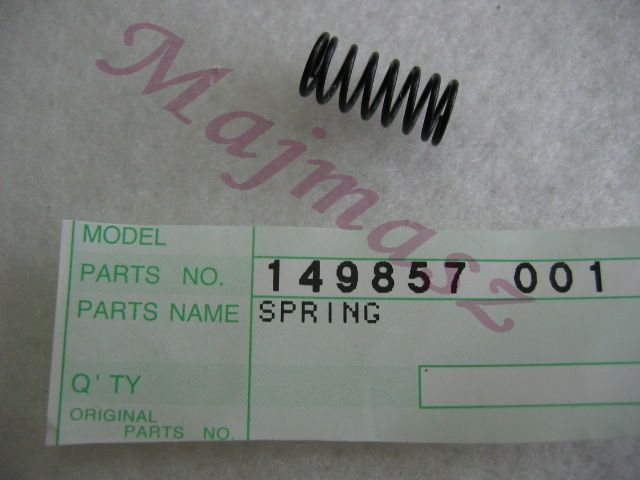 Majmasz
MODEL
PARTS NO. 149857 001
PARTS NAME SPRING
Q'TY
ORIGINAL
PARTS NO.